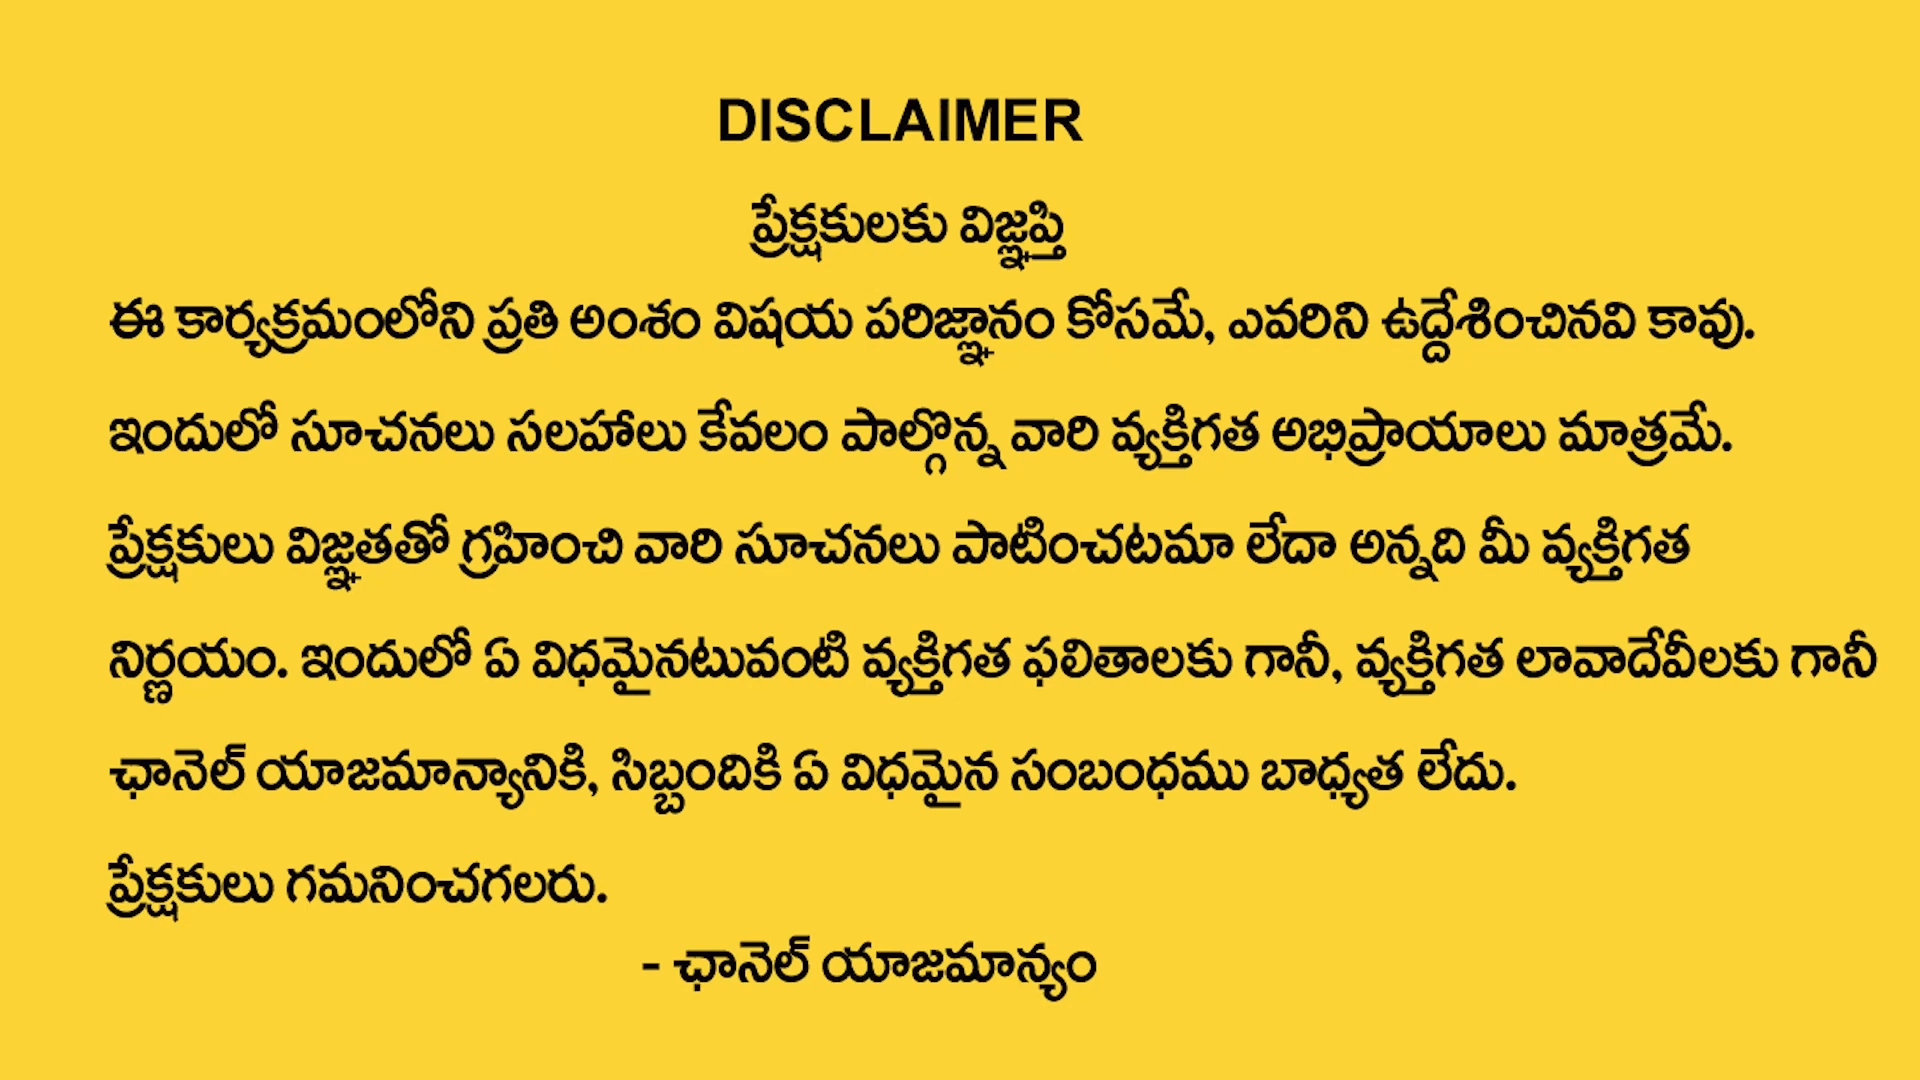 DISCLAIMER
ప్రేక్షకులకు విజ్ఞప్తి
ఈ కార్యక్రమంలోని ప్రతి అంశం విషయ పరిజ్ఞానం కోసమే, ఎవరిని ఉద్దేశించినవి కావు.
ఇందులో సూచనలు సలహాలు కేవలం పాల్గొన్న వారి వ్యక్తిగత అభిప్రాయాలు మాత్రమే.
ప్రేక్షకులు విజ్ఞతతో గ్రహించి వారి సూచనలు పాటించటమా లేదా అన్నది మీ వ్యక్తిగత
నిర్ణయం. ఇందులో ఏ విధమైనటువంటి వ్యక్తిగత ఫలితాలకు గానీ, వ్యక్తిగత లావాదేవీలకు గానీ
ఛానెల్ యాజమాన్యానికి, సిబ్బందికి ఏ విధమైన సంబంధము బాధ్యత లేదు.
ప్రేక్షకులు గమనించగలరు.
- ఛానెల్ యాజమాన్యం